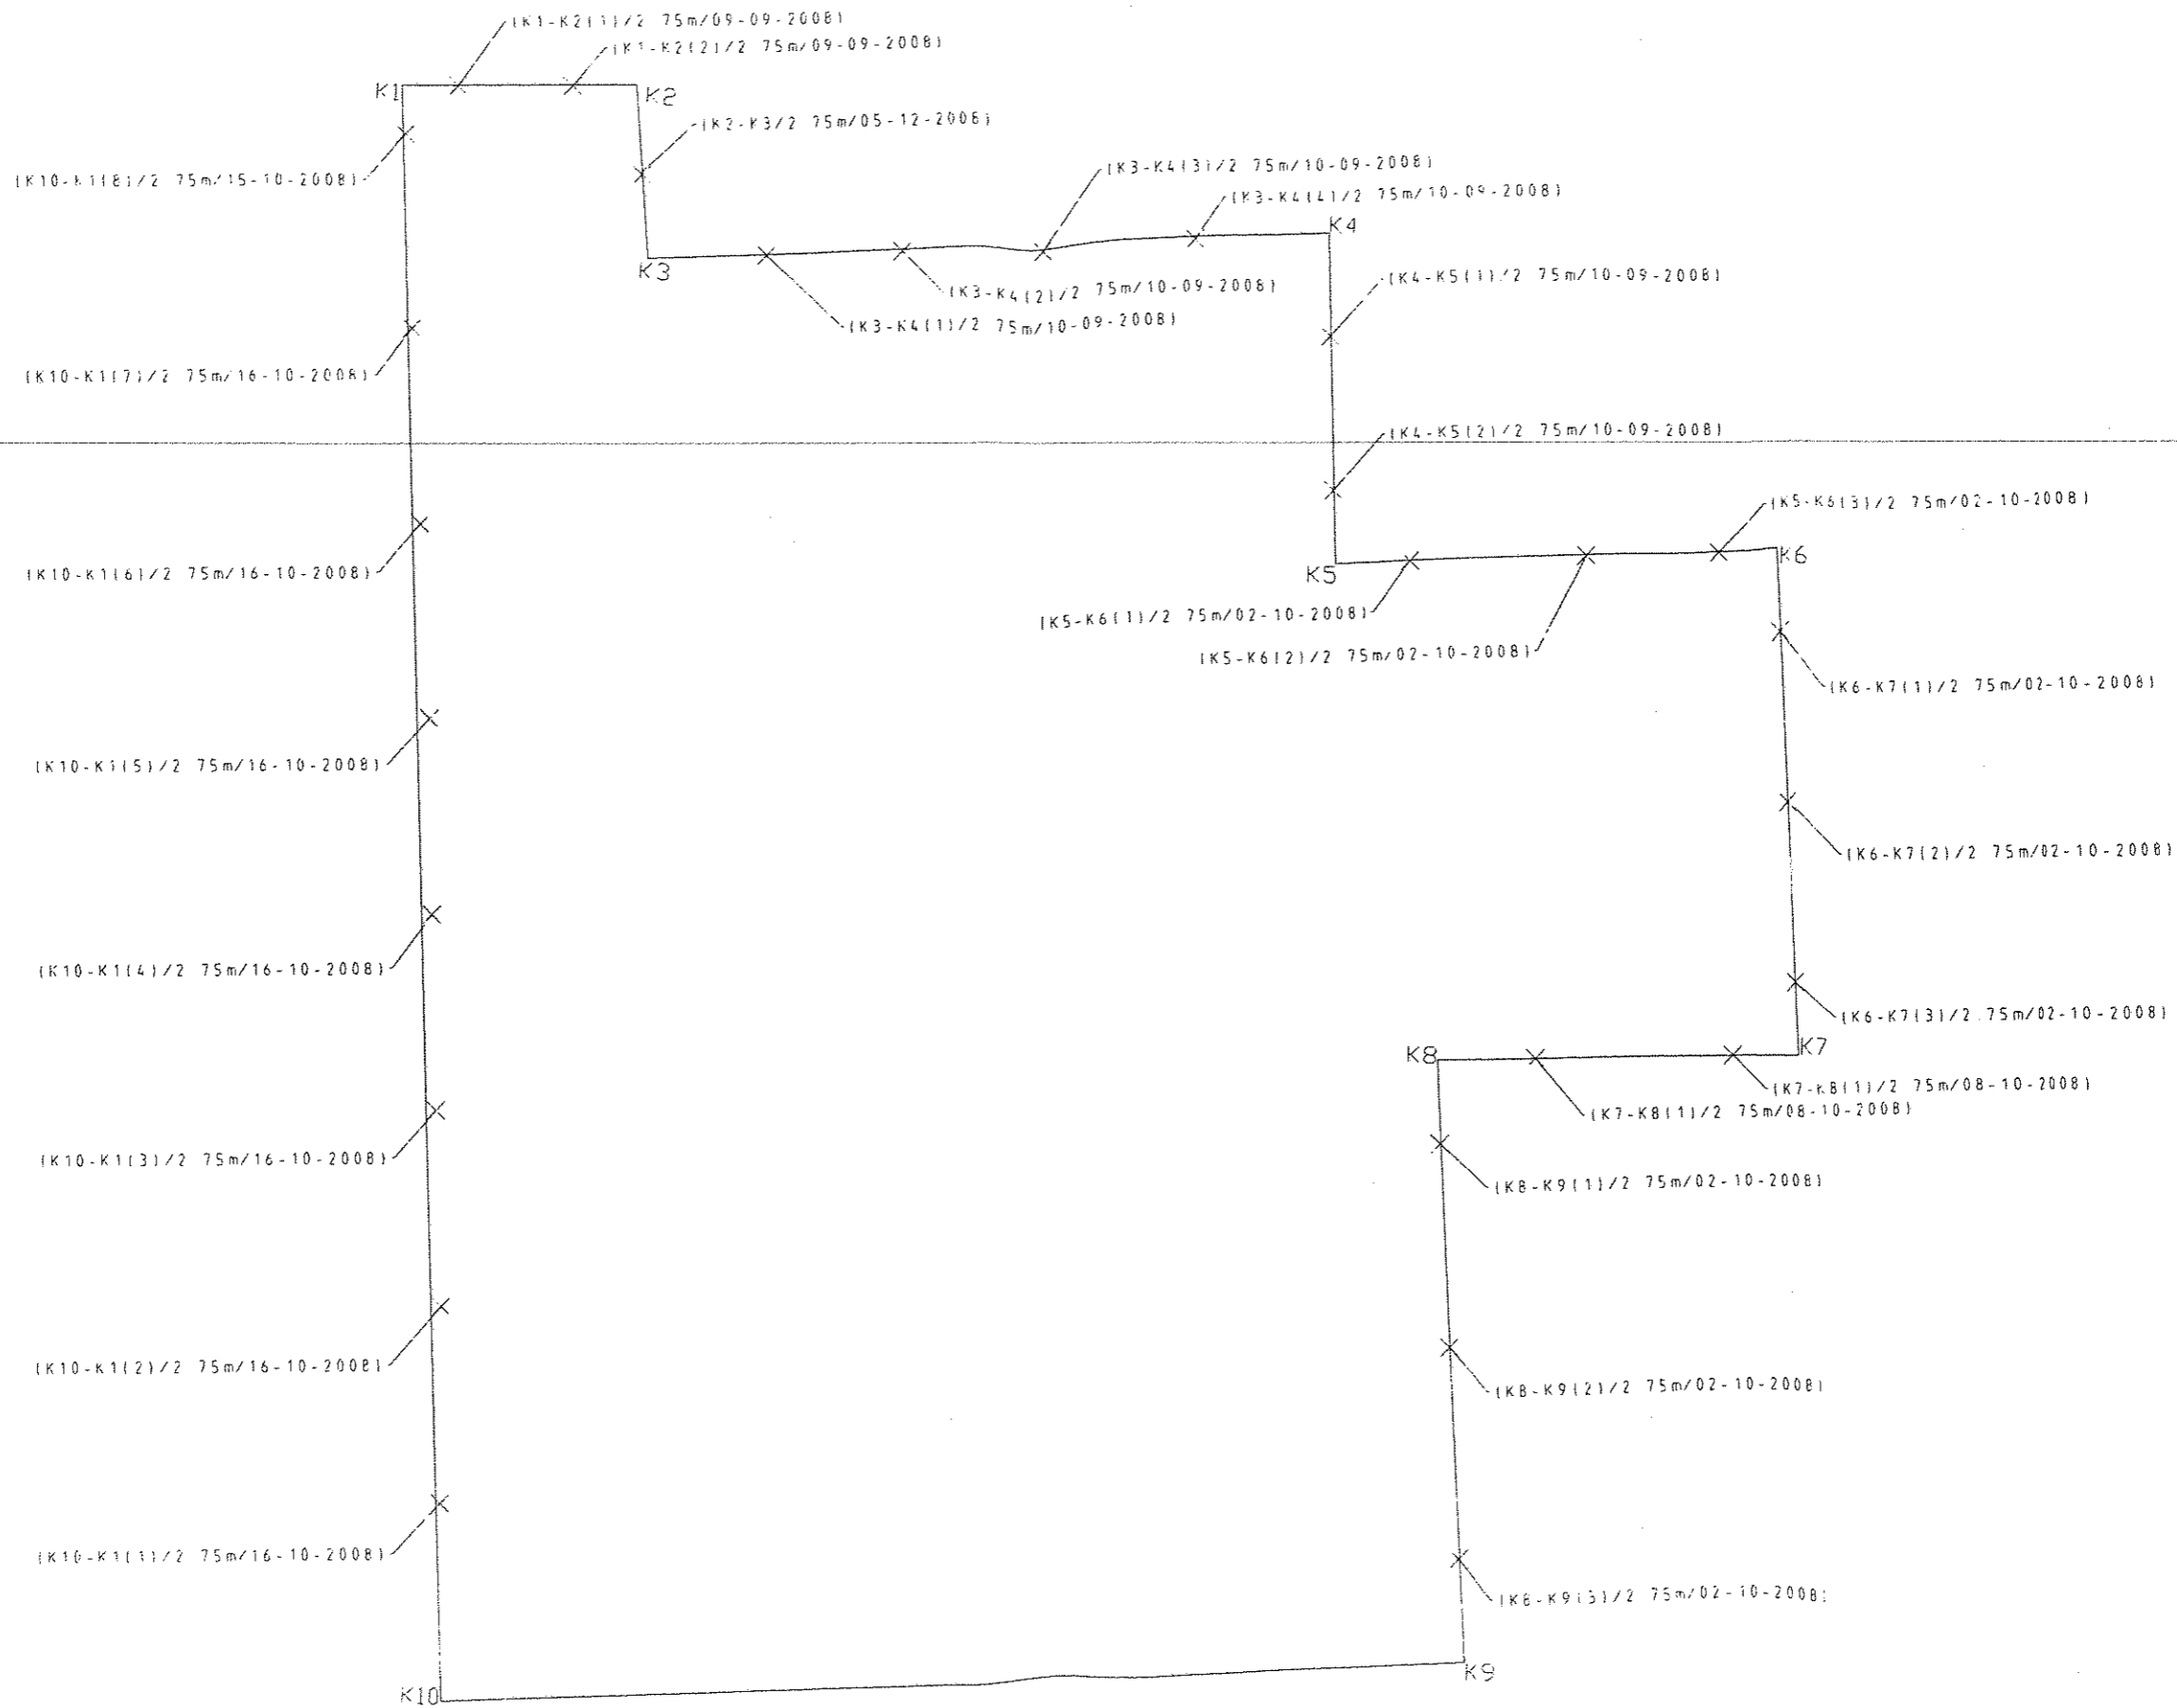 (K1-K2(1)/2 75m/09-09-2008)
(K1-K2(2)/2 75m/09-09-2008)
K1
K2
(K2-K3/2 75m/05-12-2008)
(K10-K1(8)/2 75m/15-10-2008)
(K3-K4(3)/2 75m/10-09-2008)
(K3-K4(4)/2 75m/10-09-2008)
K4
K3
(K4-K5(1)/2 75m/10-09-2008)
(K3-K4(2)/2 75m/10-09-2008)
(K3-K4(1)/2 75m/10-09-2008)
(K10-K1(7)/2 75m/16-10-2008)
(K4-K5(2)/2 75m/10-09-2008)
(K5-K6(3)/2 75m/02-10-2008)
K6
(K10-K1(6)/2 75m/16-10-2008)
K5
(K5-K6(1)/2 75m/02-10-2008)
(K5-K6(2)/2 75m/02-10-2008)
(K6-K7(1)/2 75m/02-10-2008)
(K10-K1(5)/2 75m/16-10-2008)
(K6-K7(2)/2 75m/02-10-2008)
(K10-K1(4)/2 75m/16-10-2008)
(K6-K7(3)/2.75m/02-10-2008)
K8
K7
(K7-K8(1)/2 75m/08-10-2008)
(K7-K8(1)/2 75m/08-10-2008)
(K10-K1(3)/2 75m/16-10-2008)
(K8-K9(1)/2 75m/02-10-2008)
(K10-K1(2)/2 75m/16-10-2008)
(K8-K9(2)/2 75m/02-10-2008)
(K10-K1(1)/2 75m/16-10-2008)
(K8-K9(3)/2 75m/02-10-2008)
K9
K10